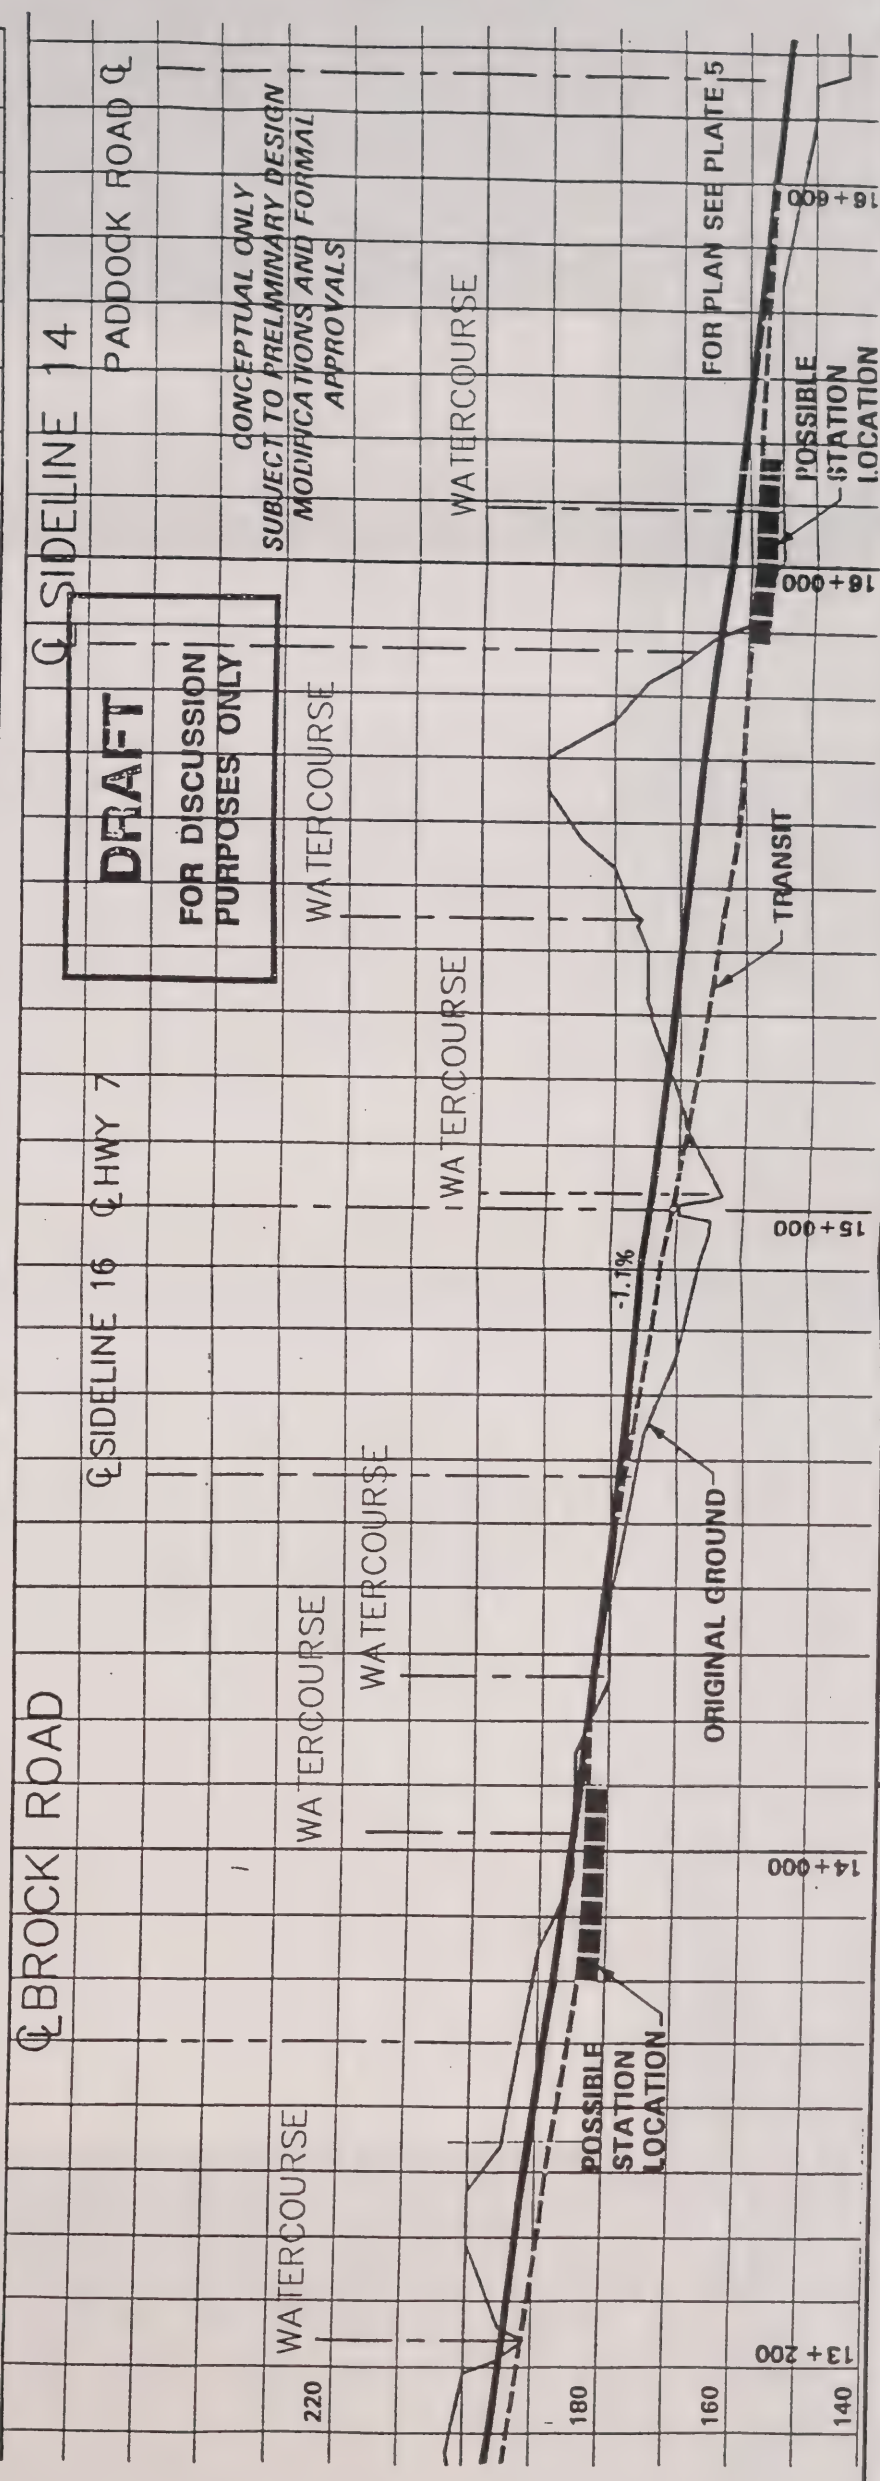 ℄ BROCK ROAD
℄ SIDELINE 16
℄ HWY 7
℄ SIDELINE 14
PADDOCK ROAD ℄
DRAFT
FOR DISCUSSION
PURPOSES ONLY
CONCEPTUAL ONLY
SUBJECT TO PRELIMINARY DESIGN
MODIFICATIONS AND FORMAL
APPROVALS
WATERCOURSE
WATERCOURSE
WATERCOURSE
WATERCOURSE
WATERCOURSE
WATERCOURSE
220
180
160
140
-1.1%
FOR PLAN SEE PLATE 5
POSSIBLE
STATION
LOCATION
ORIGINAL GROUND
TRANSIT
POSSIBLE
STATION
LOCATION
13+200
14+000
15+000
16+000
16+600